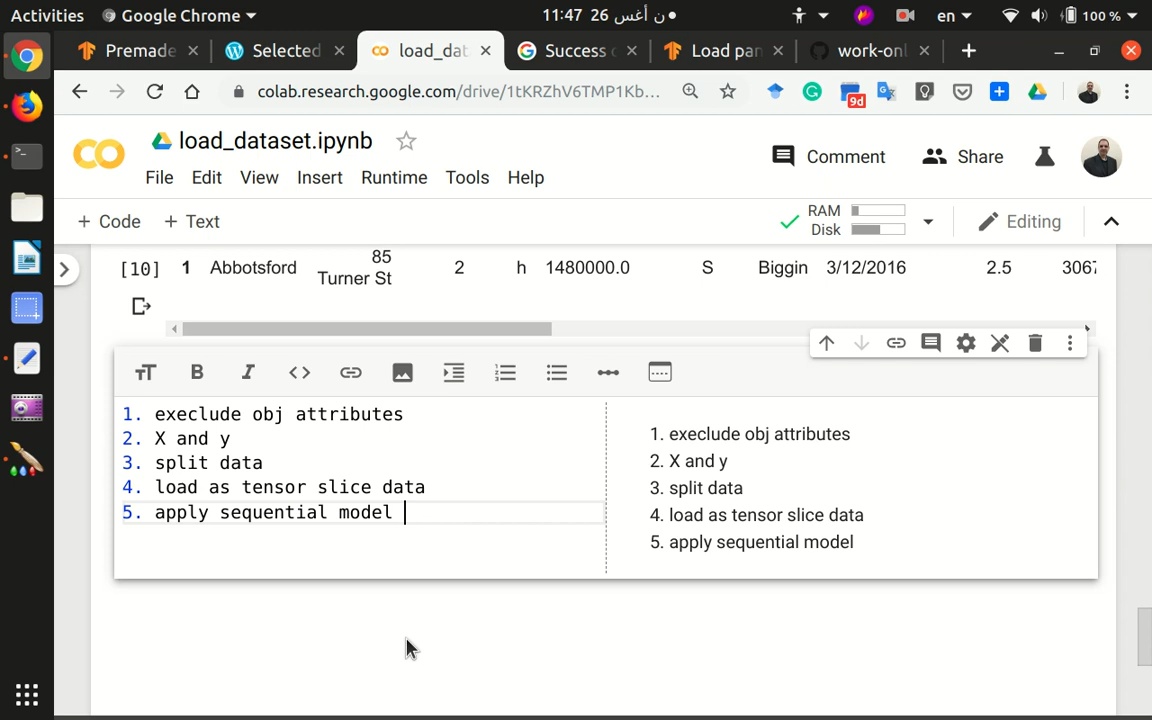 Activities Google Chrome 11:47 26 ن أغس en 100 %
Premade Selected load_dat Success Load pan work-onl
colab.research.google.com/drive/1tKRZhV6TMP1Kb... 9d
load_dataset.ipynb
Comment Share
File Edit View Insert Runtime Tools Help
+ Code + Text RAM Disk Editing
[10] 1 Abbotsford 85 Turner St 2 h 1480000.0 S Biggin 3/12/2016 2.5 3067
1. execlude obj attributes
2. X and y
3. split data
4. load as tensor slice data
5. apply sequential model
1. execlude obj attributes
2. X and y
3. split data
4. load as tensor slice data
5. apply sequential model